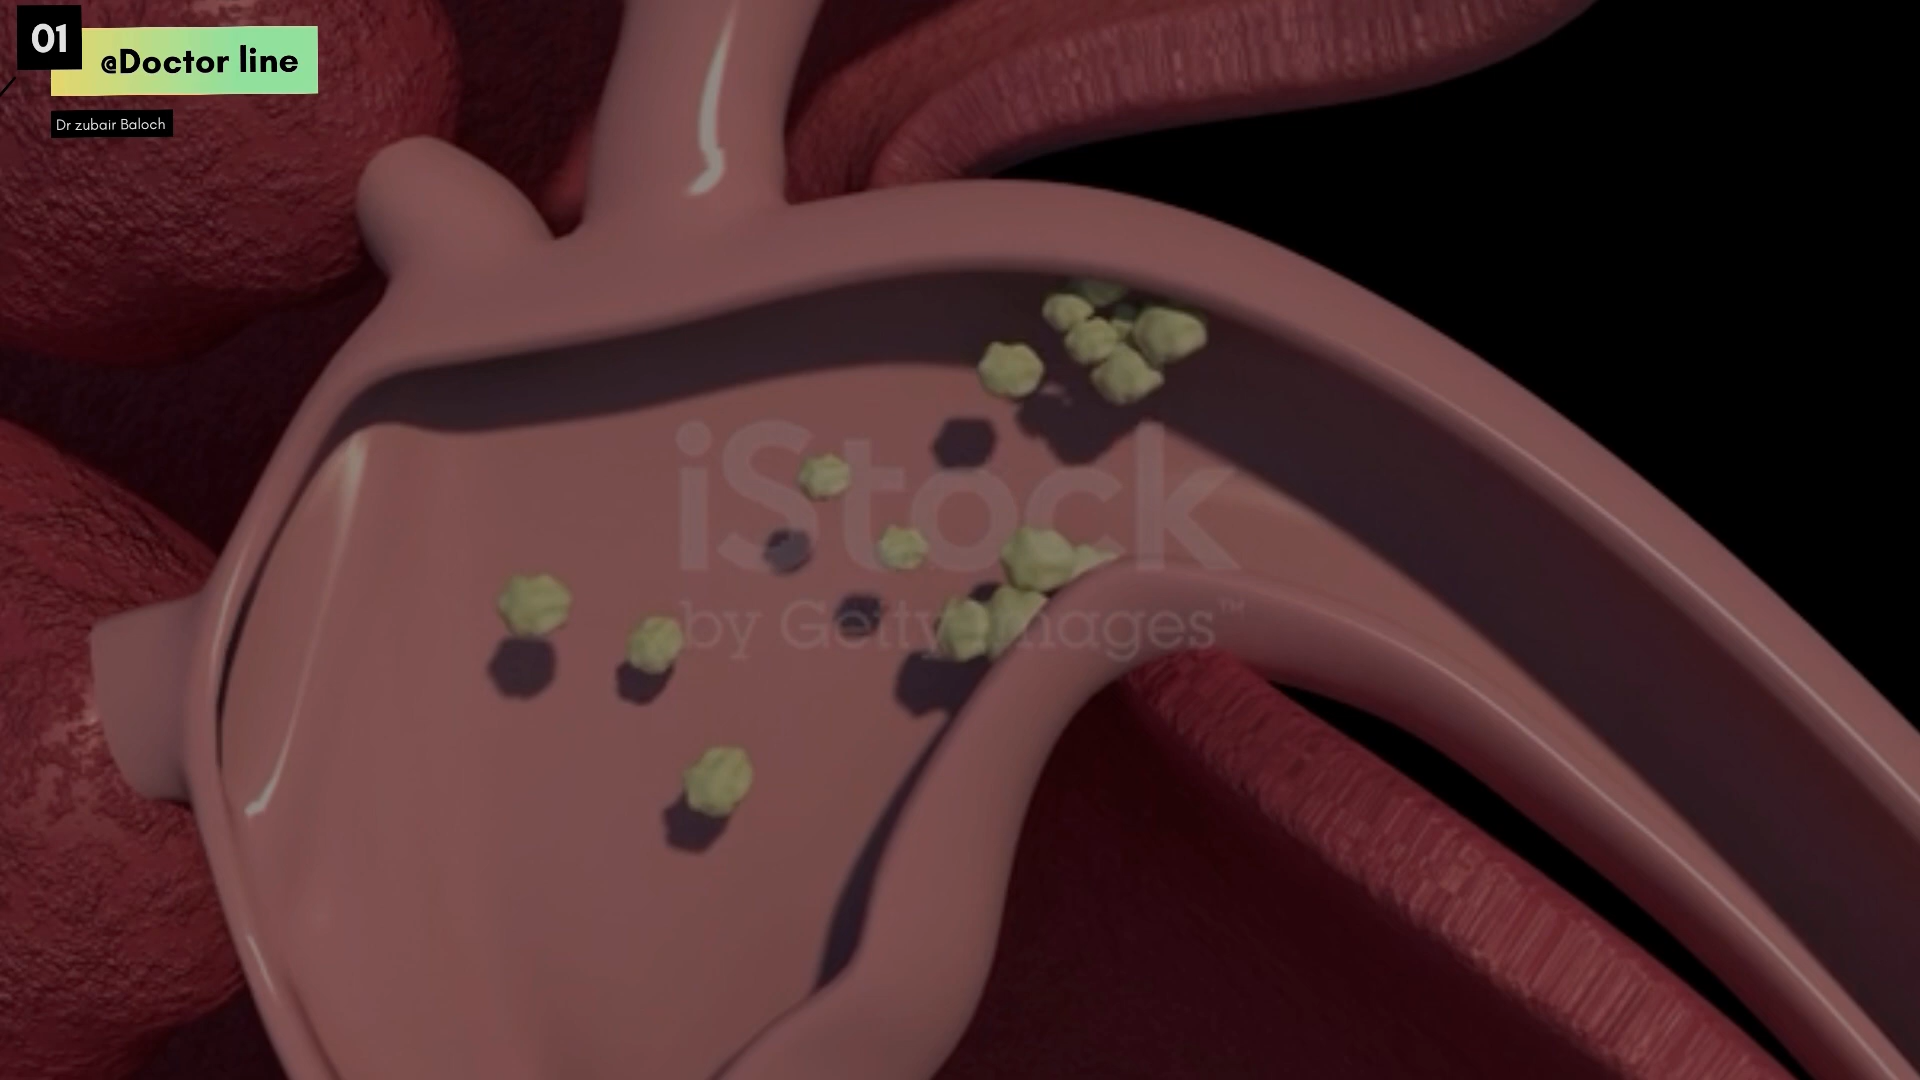 01
@Doctor line
Dr zubair Baloch
iStock
by Getty Images™